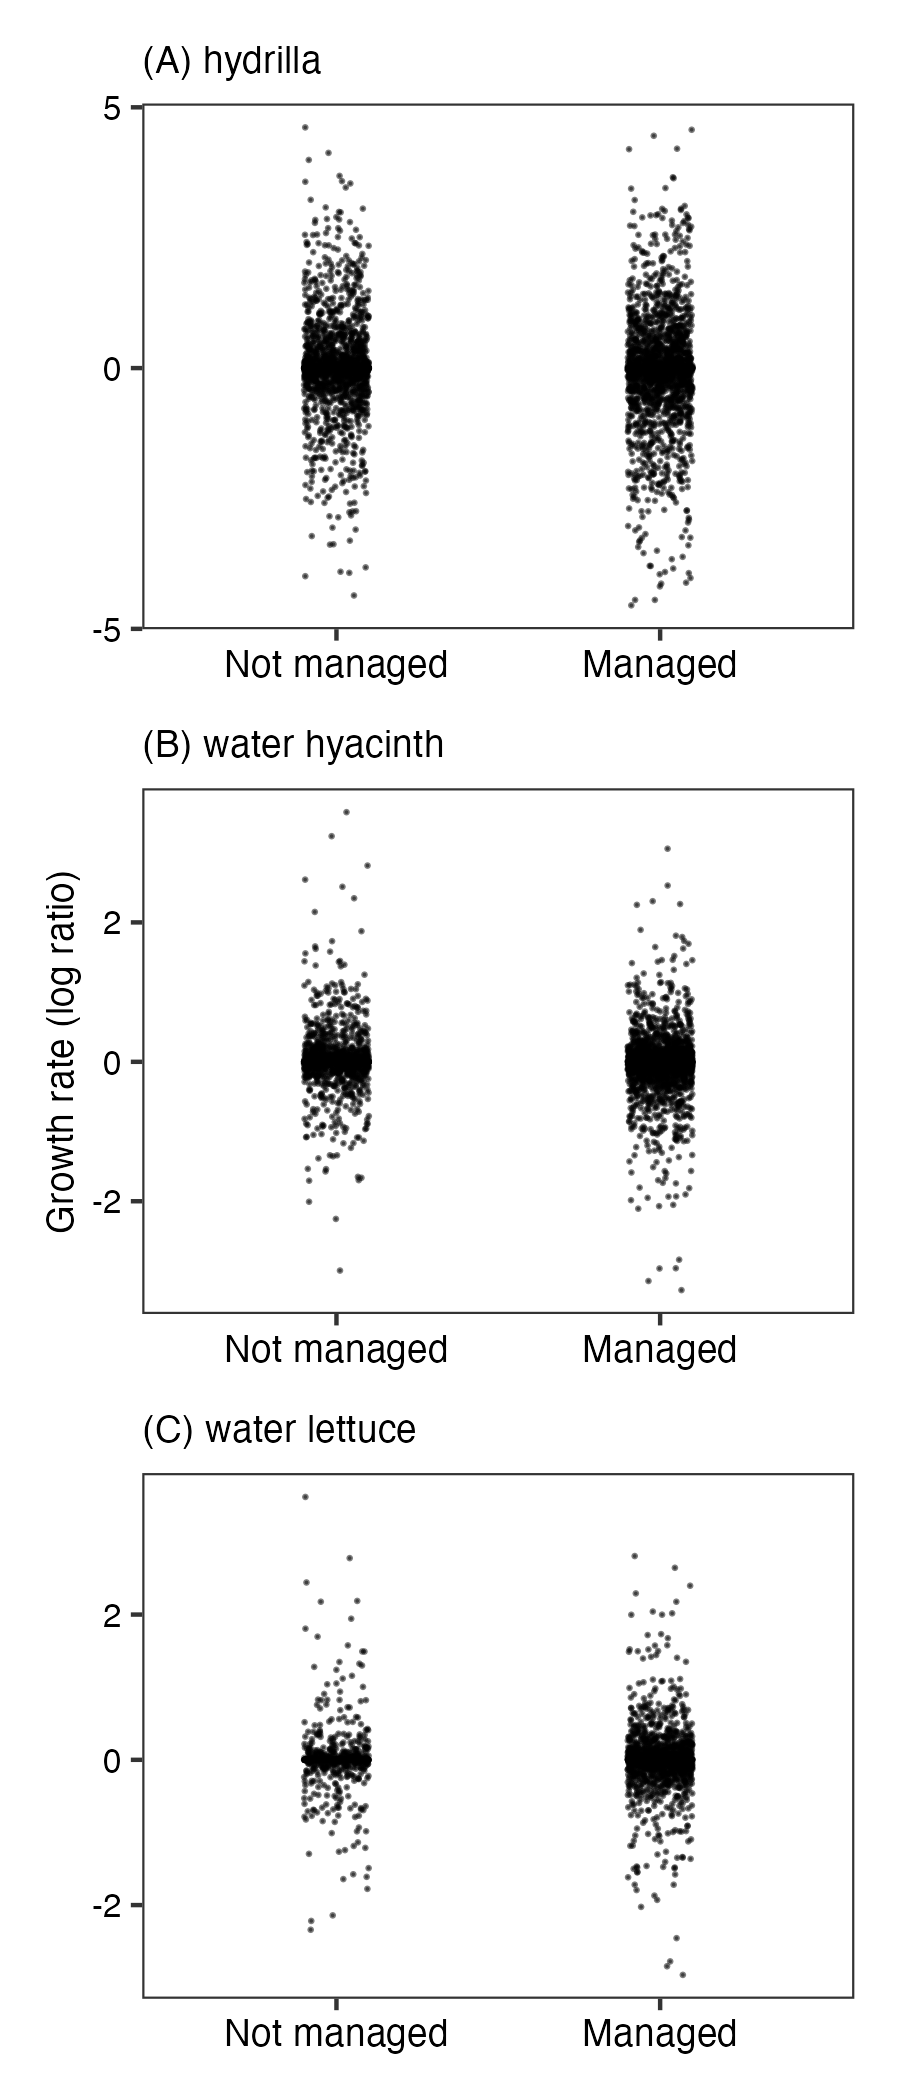 (A) hydrilla
5
0
-5
Not managed Managed
(B) water hyacinth
Growth rate (log ratio)
2
0
-2
Not managed Managed
(C) water lettuce
2
0
-2
Not managed Managed